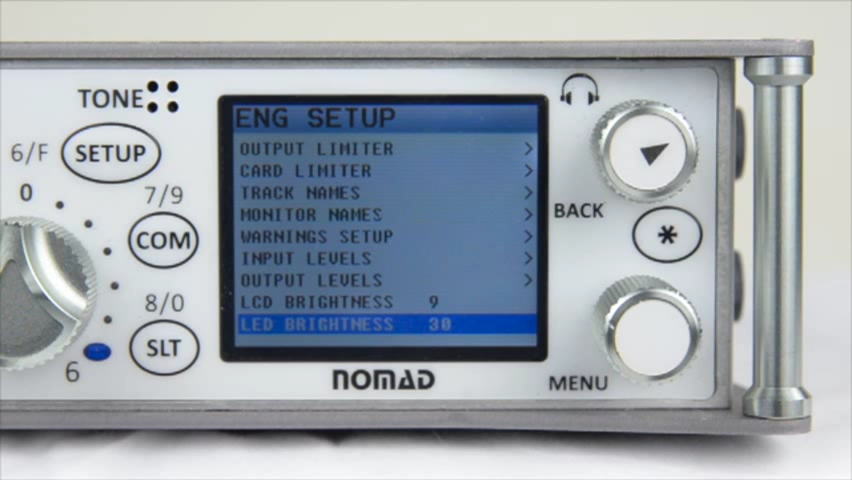 TONE
6/F
SETUP
0
7/9
COM
8/0
SLT
6
ENG SETUP
OUTPUT LIMITER >
CARD LIMITER >
TRACK NAMES >
MONITOR NAMES >
WARNINGS SETUP >
INPUT LEVELS >
OUTPUT LEVELS >
LCD BRIGHTNESS 9
LED BRIGHTNESS 30
NOMAD
BACK
*
MENU